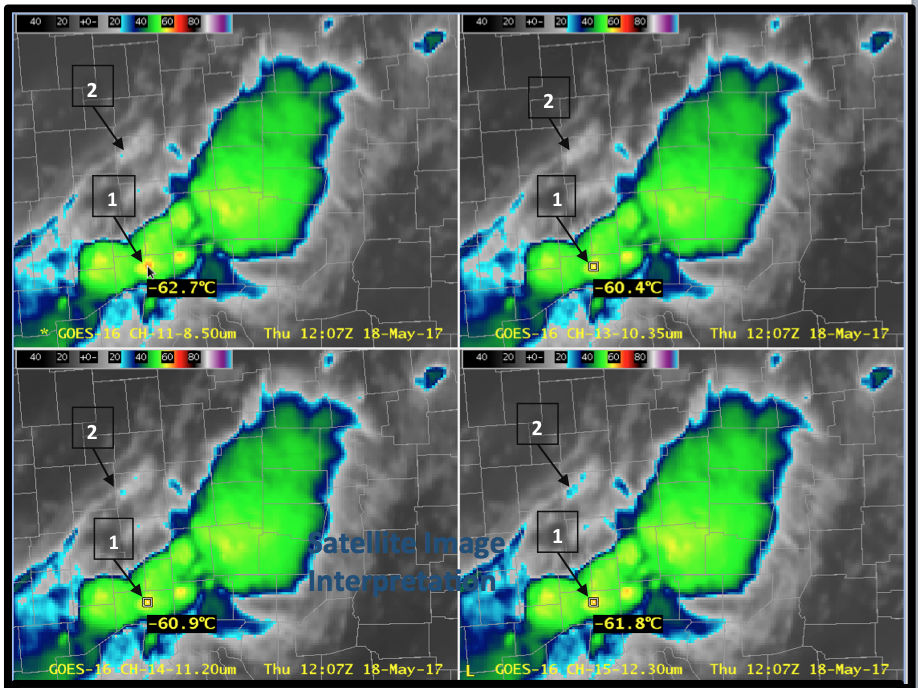 40 20 +0- 20 40 60 80
40 20 +0- 20 40 60 80
2
2
1
1
-62.7℃
-60.4℃
* GOES-16 CH-11-8.50um Thu 12:07Z 18-May-17
GOES-16 CH-13-10.35um Thu 12:07Z 18-May-17
40 20 +0- 20 40 60 80
40 20 +0- 20 40 60 80
2
2
1
1
Satellite Image
Interpretation
-60.9℃
-61.8℃
GOES-16 CH-14-11.20um Thu 12:07Z 18-May-17
L GOES-16 CH-15-12.30um Thu 12:07Z 18-May-17